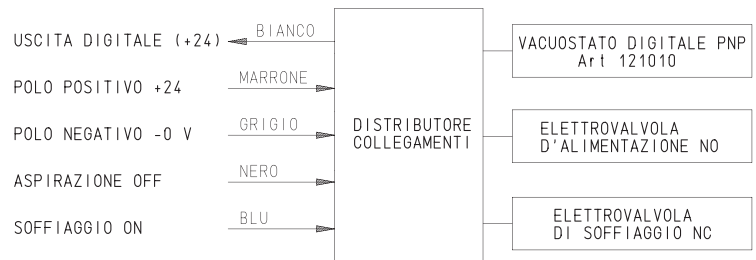 USCITA DIGITALE (+24)
BIANCO
POLO POSITIVO +24
MARRONE
POLO NEGATIVO -0 V
GRIGIO
ASPIRAZIONE OFF
NERO
SOFFIAGGIO ON
BLU
DISTRIBUTORE
COLLEGAMENTI
VACUOSTATO DIGITALE PNP
Art 121010
ELETTROVALVOLA
D'ALIMENTAZIONE NO
ELETTROVALVOLA
DI SOFFIAGGIO NC